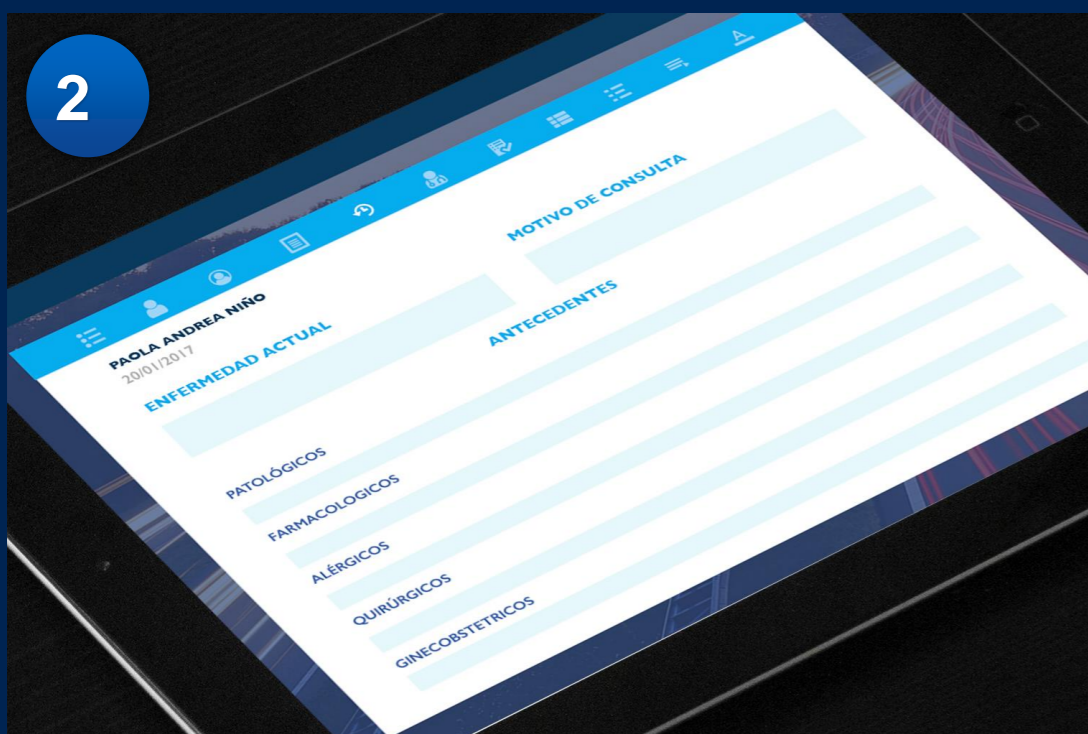 2
PAOLA ANDREA NIÑO
20/01/2017
ENFERMEDAD ACTUAL
MOTIVO DE CONSULTA
ANTECEDENTES
PATOLÓGICOS
FARMACOLOGICOS
ALÉRGICOS
QUIRÚRGICOS
GINECOBSTETRICOS